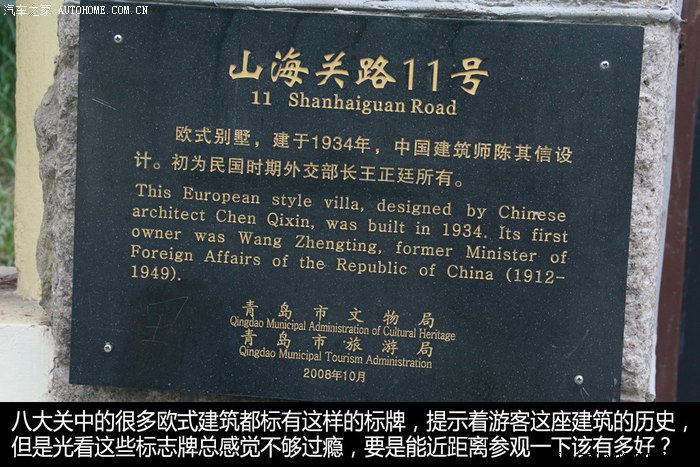 汽车之家 AUTOHOME.COM.CN
山海关路11号
11 Shanhaiguan Road
欧式别墅，建于1934年，中国建筑师陈其信设
计。初为民国时期外交部长王正廷所有。
This European style villa, designed by Chinese
architect Chen Qixin, was built in 1934. Its first
owner was Wang Zhengting, former Minister of
Foreign Affairs of the Republic of China (1912-
1949).
青岛市文物局
Qingdao Municipal Administration of Cultural Heritage
青岛市旅游局
Qingdao Municipal Tourism Administration
2008年10月
八大关中的很多欧式建筑都标有这样的标牌，提示着游客这座建筑的历史，
但是光看这些标志牌总感觉不够过瘾，要是能近距离参观一下该有多好？